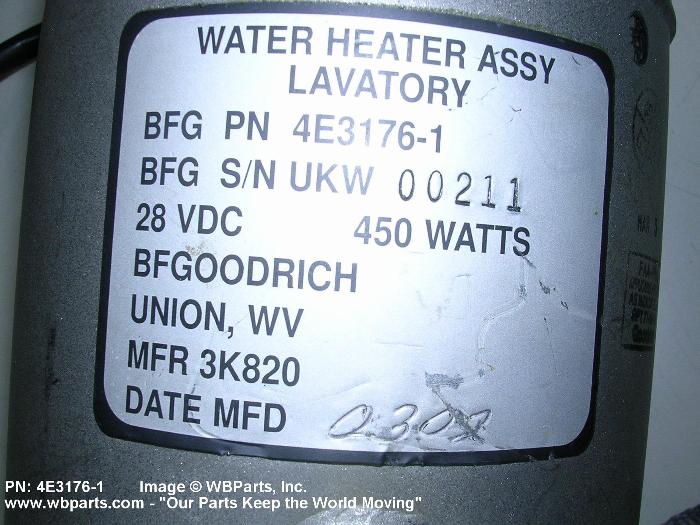 WATER HEATER ASSY
LAVATORY
BFG PN 4E3176-1
BFG S/N UKW 00211
28 VDC 450 WATTS
BFGOODRICH
UNION, WV
MFR 3K820
DATE MFD
MAR
PN: 4E3176-1 Image © WBParts, Inc.
www.wbparts.com - "Our Parts Keep the World Moving"